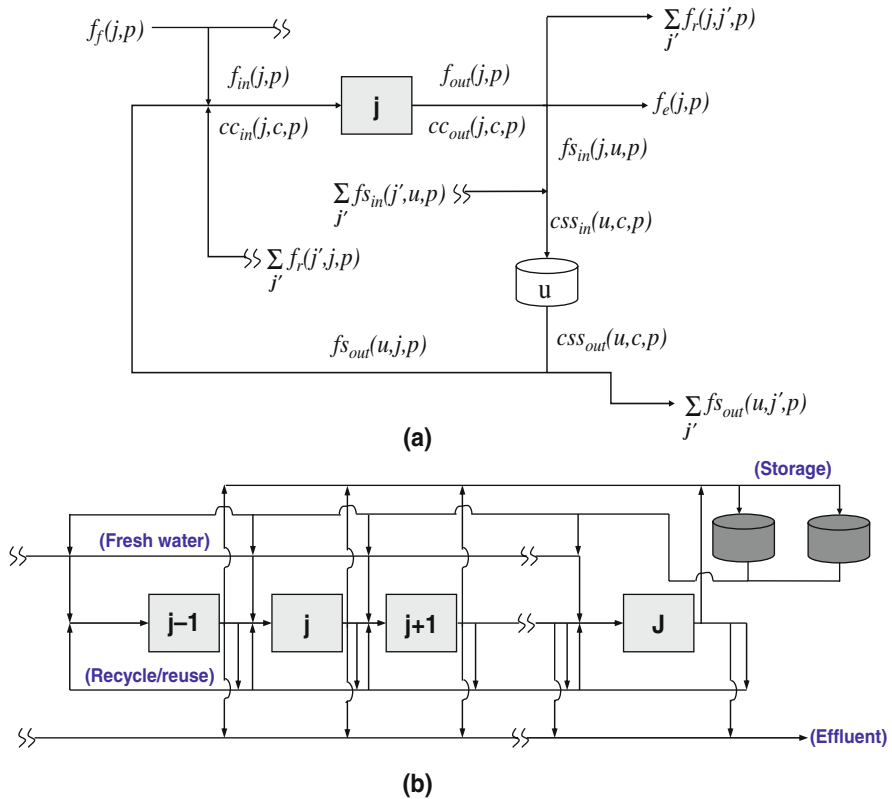 f_f(j,p)
∑_{j'} f_r(j,j',p)
f_in(j,p)
f_out(j,p)
j
f_e(j,p)
cc_in(j,c,p)
cc_out(j,c,p)
fs_in(j,u,p)
∑_{j'} fs_in(j',u,p)
css_in(u,c,p)
∑_{j'} f_r(j',j,p)
u
fs_out(u,j,p)
css_out(u,c,p)
∑_{j'} fs_out(u,j',p)
(a)
(Storage)
(Fresh water)
j–1
j
j+1
J
(Recycle/reuse)
(Effluent)
(b)